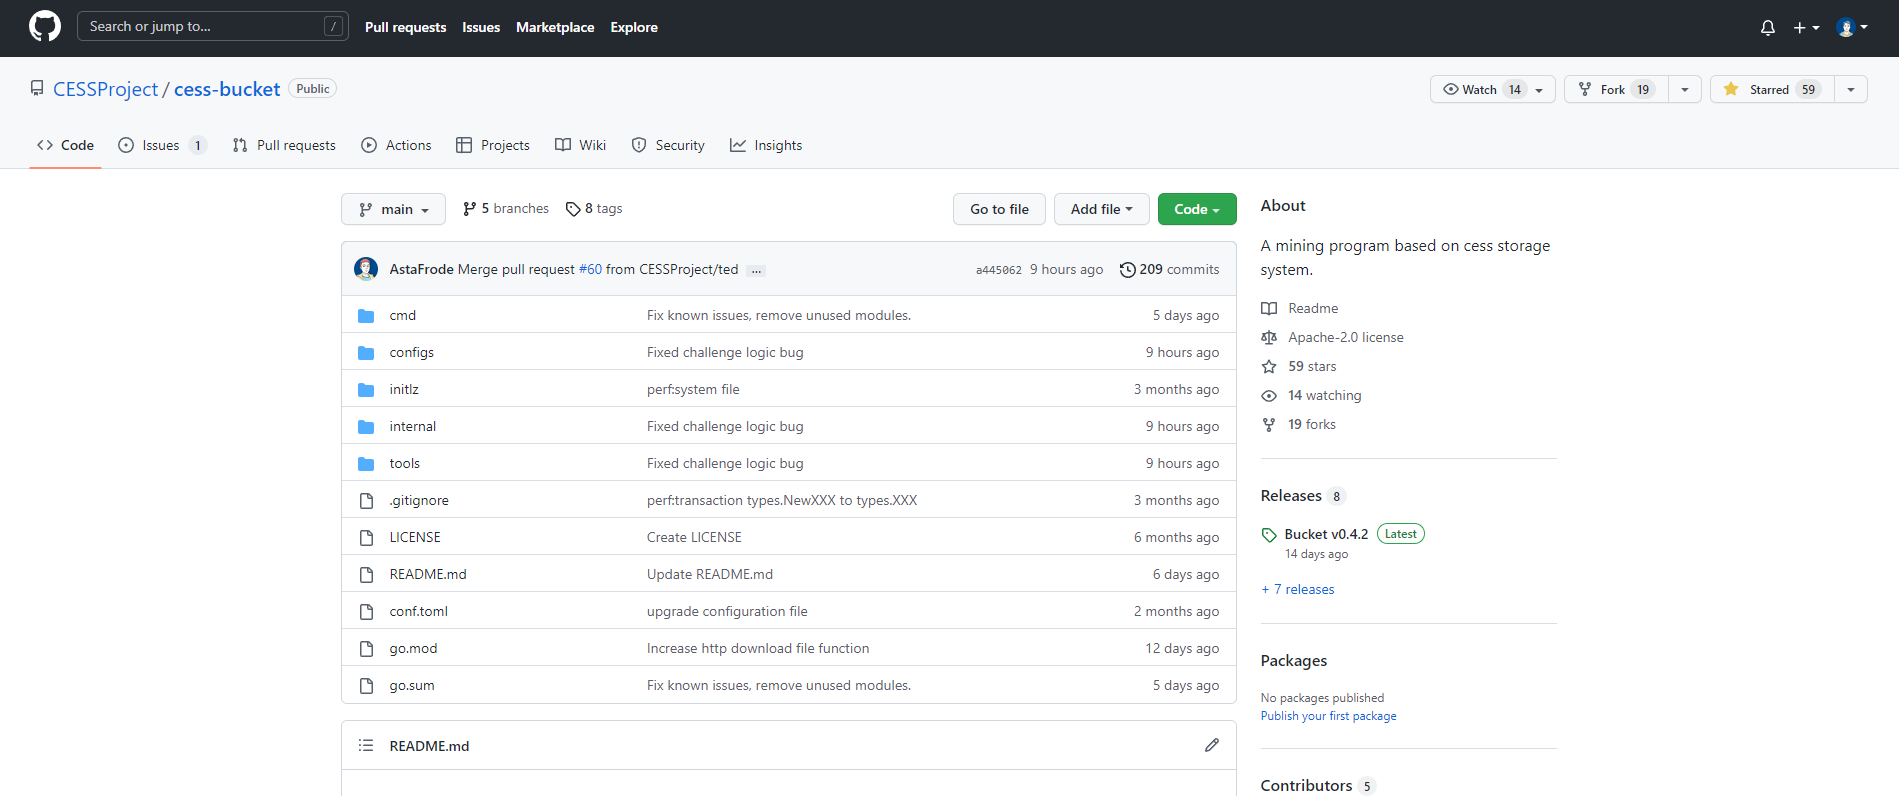 Search or jump to... /
Pull requests Issues Marketplace Explore
CESSProject / cess-bucket Public
Watch 14 Fork 19 Starred 59
Code Issues 1 Pull requests Actions Projects Wiki Security Insights
main 5 branches 8 tags Go to file Add file Code
AstaFrode Merge pull request #60 from CESSProject/ted ... a445062 9 hours ago 209 commits
cmd Fix known issues, remove unused modules. 5 days ago
configs Fixed challenge logic bug 9 hours ago
initlz perf:system file 3 months ago
internal Fixed challenge logic bug 9 hours ago
tools Fixed challenge logic bug 9 hours ago
.gitignore perf:transaction types.NewXXX to types.XXX 3 months ago
LICENSE Create LICENSE 6 months ago
README.md Update README.md 6 days ago
conf.toml upgrade configuration file 2 months ago
go.mod Increase http download file function 12 days ago
go.sum Fix known issues, remove unused modules. 5 days ago
README.md
About
A mining program based on cess storage
system.
Readme
Apache-2.0 license
59 stars
14 watching
19 forks
Releases 8
Bucket v0.4.2 Latest
14 days ago
+ 7 releases
Packages
No packages published
Publish your first package
Contributors 5